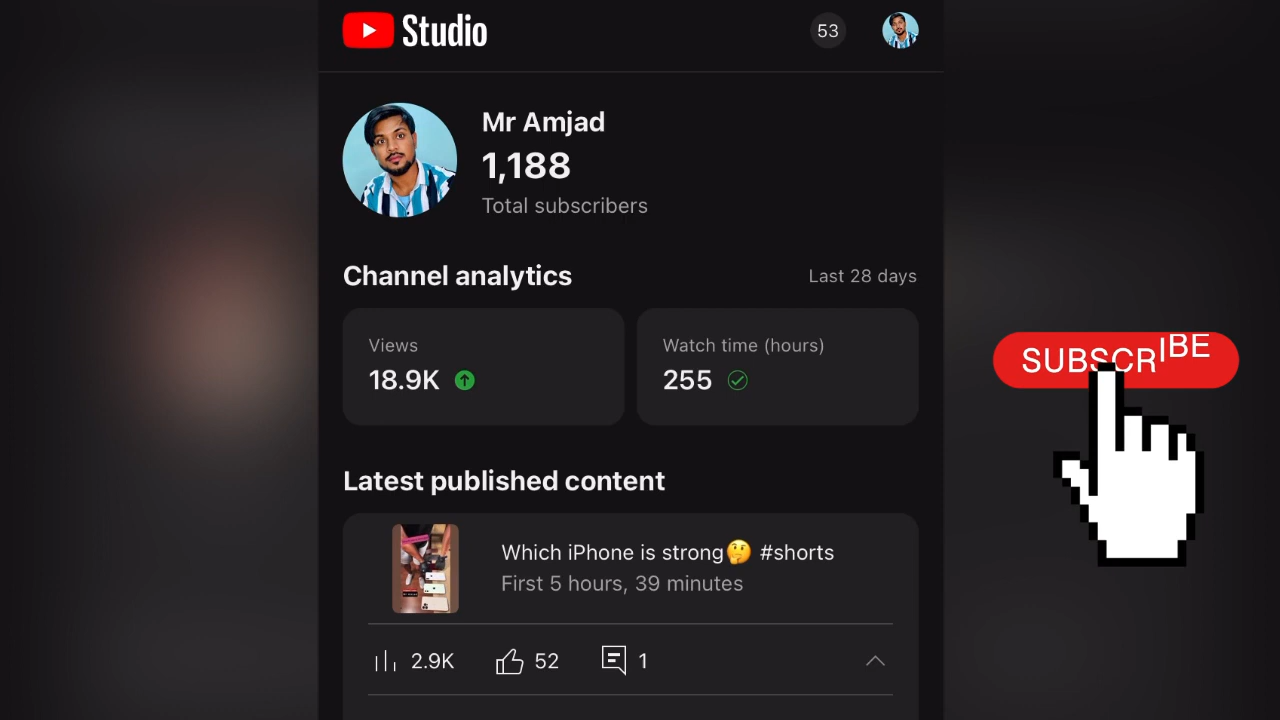 Studio
53
Mr Amjad
1,188
Total subscribers
Channel analytics
Last 28 days
Views
Watch time (hours)
18.9K
255
SUBSCRIBE
Latest published content
Which iPhone is strong🤔 #shorts
First 5 hours, 39 minutes
2.9K
52
1